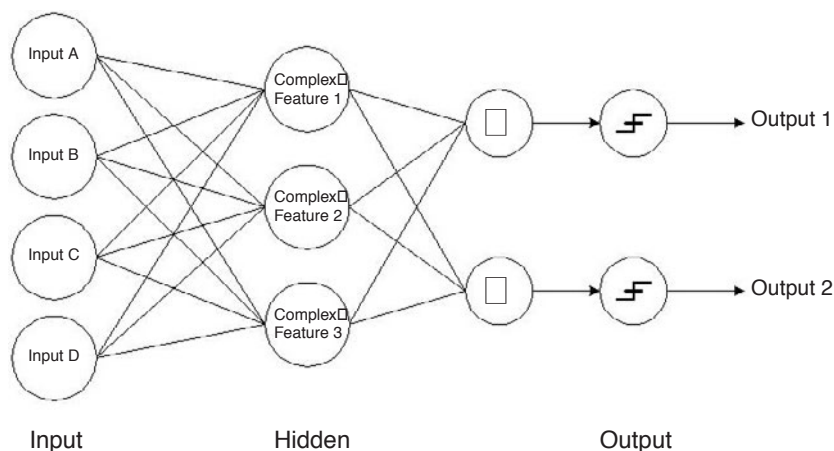 Input A
Input B
Input C
Input D
Complex
Feature 1
Complex
Feature 2
Complex
Feature 3
Output 1
Output 2
Input
Hidden
Output